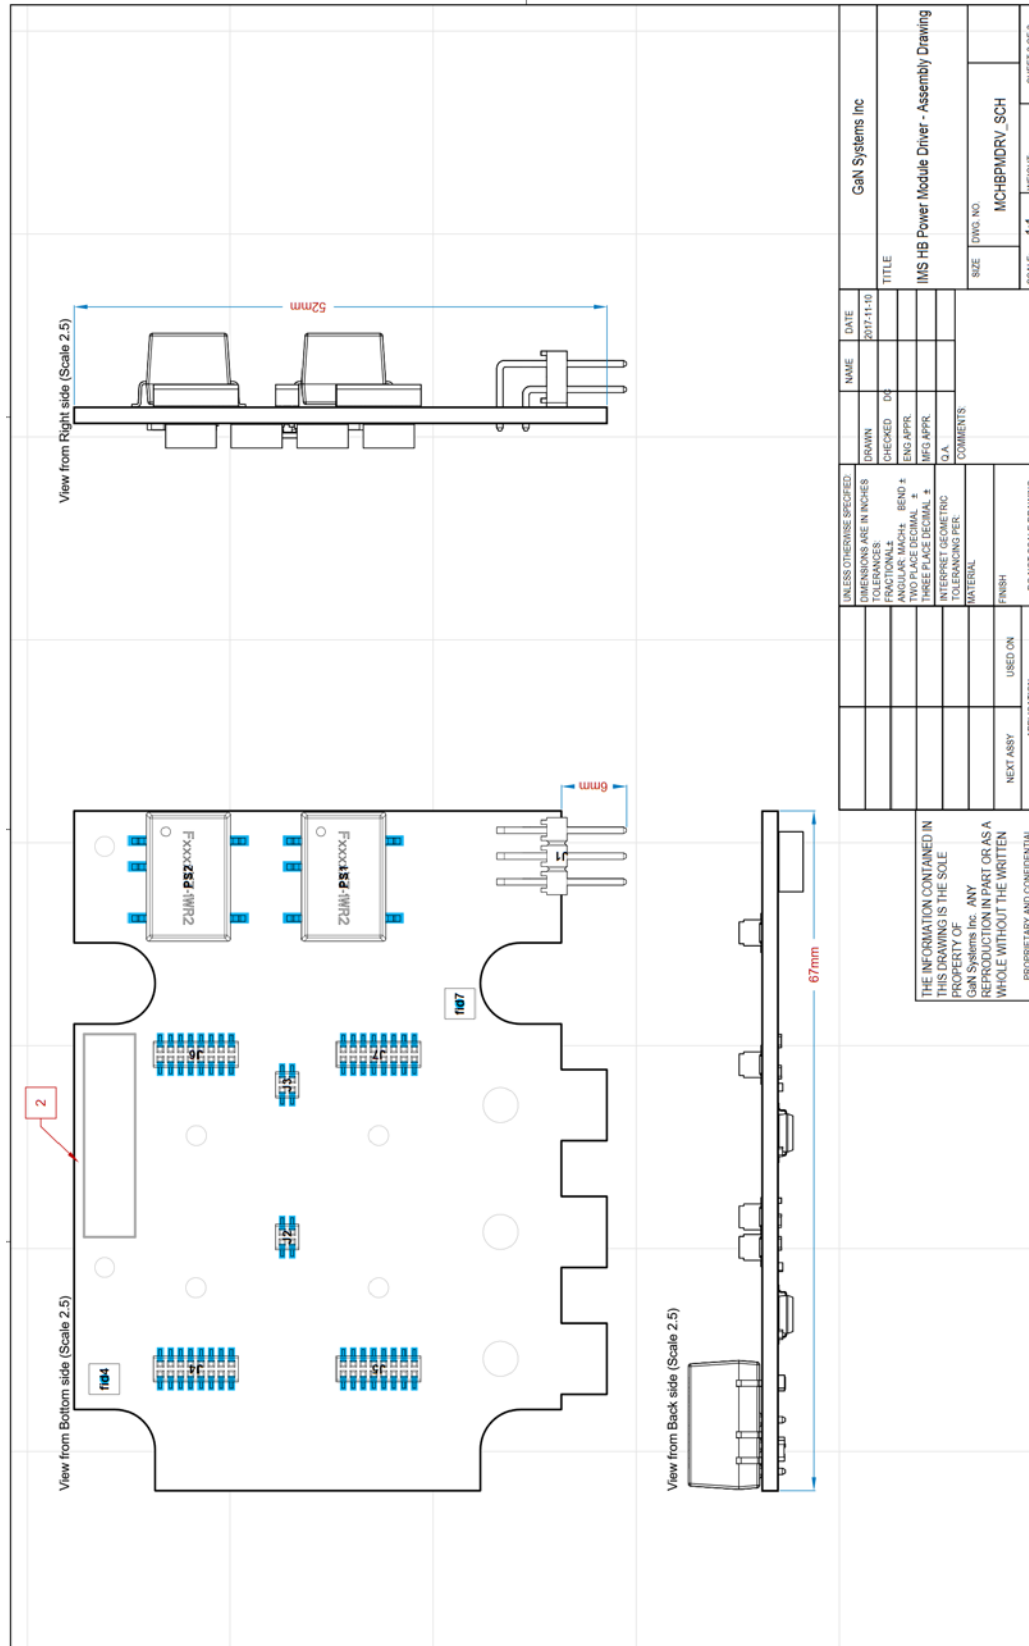 View from Bottom side (Scale 2.5)
2
fid4
J4
J5
J2
J3
J6
J7
fid7
PS2
PS1
J1
6mm
View from Right side (Scale 2.5)
52mm
View from Back side (Scale 2.5)
67mm
THE INFORMATION CONTAINED IN
THIS DRAWING IS THE SOLE
PROPERTY OF
GaN Systems Inc. ANY
REPRODUCTION IN PART OR AS A
WHOLE WITHOUT THE WRITTEN
PROPRIETARY AND CONFIDENTIAL
NEXT ASSY
USED ON
UNLESS OTHERWISE SPECIFIED:
DIMENSIONS ARE IN INCHES
TOLERANCES:
FRACTIONAL±
ANGULAR: MACH± BEND ±
TWO PLACE DECIMAL ±
THREE PLACE DECIMAL ±
INTERPRET GEOMETRIC
TOLERANCING PER:
MATERIAL
FINISH
NAME
DATE
DRAWN
2017-11-10
CHECKED
DG
ENG APPR.
MFG APPR.
Q.A.
COMMENTS:
GaN Systems Inc
TITLE
IMS HB Power Module Driver - Assembly Drawing
SIZE
DWG. NO.
MCHBPMDRV_SCH